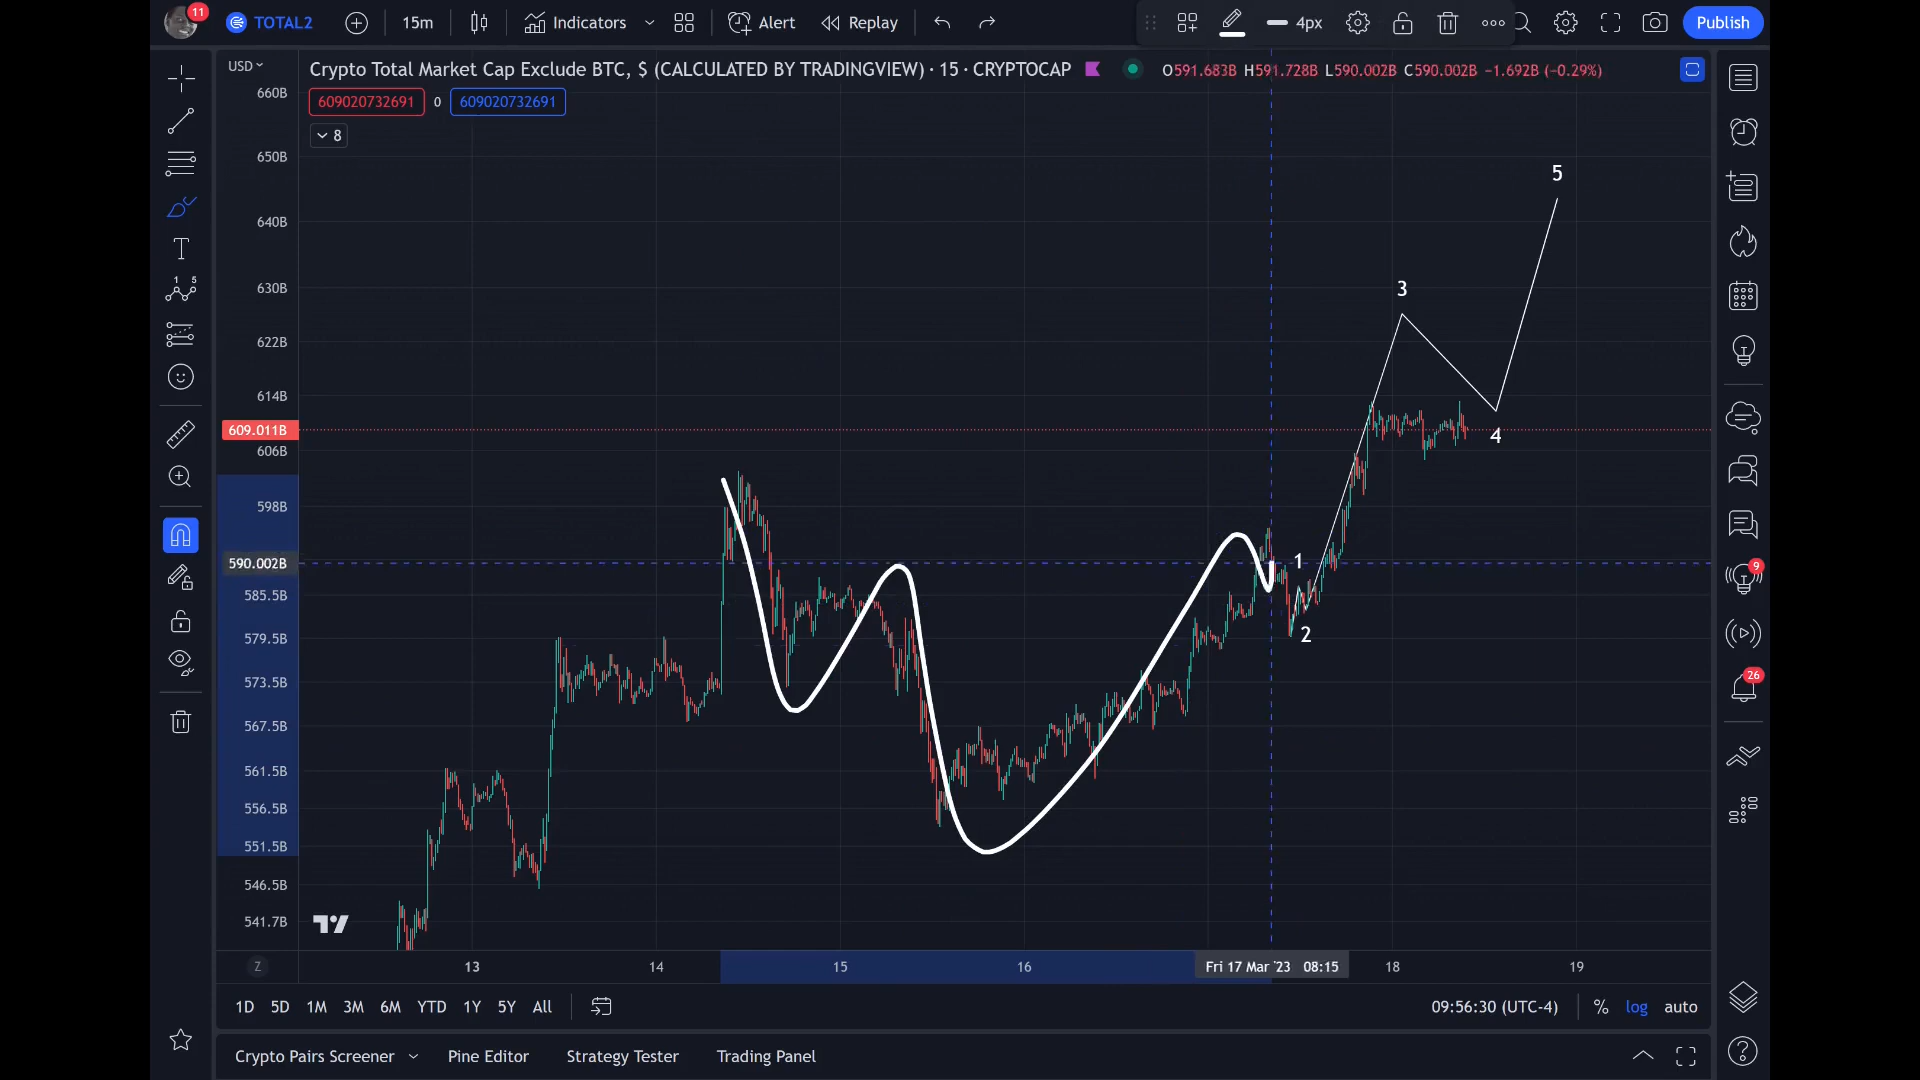 11
TOTAL2
15m
Indicators
Alert
Replay
4px
Publish
USD
Crypto Total Market Cap Exclude BTC, $ (CALCULATED BY TRADINGVIEW) · 15 · CRYPTOCAP
O591.683B H591.728B L590.002B C590.002B −1.692B (−0.29%)
609020732691 0 609020732691
8
660B
650B
640B
630B
622B
614B
609.011B
606B
598B
590.002B
585.5B
579.5B
573.5B
567.5B
561.5B
556.5B
551.5B
546.5B
541.7B
1
2
3
4
5
1 5
9
26
Z
13
14
15
16
Fri 17 Mar '23 08:15
18
19
1D 5D 1M 3M 6M YTD 1Y 5Y All
09:56:30 (UTC-4)
% log auto
Crypto Pairs Screener
Pine Editor
Strategy Tester
Trading Panel